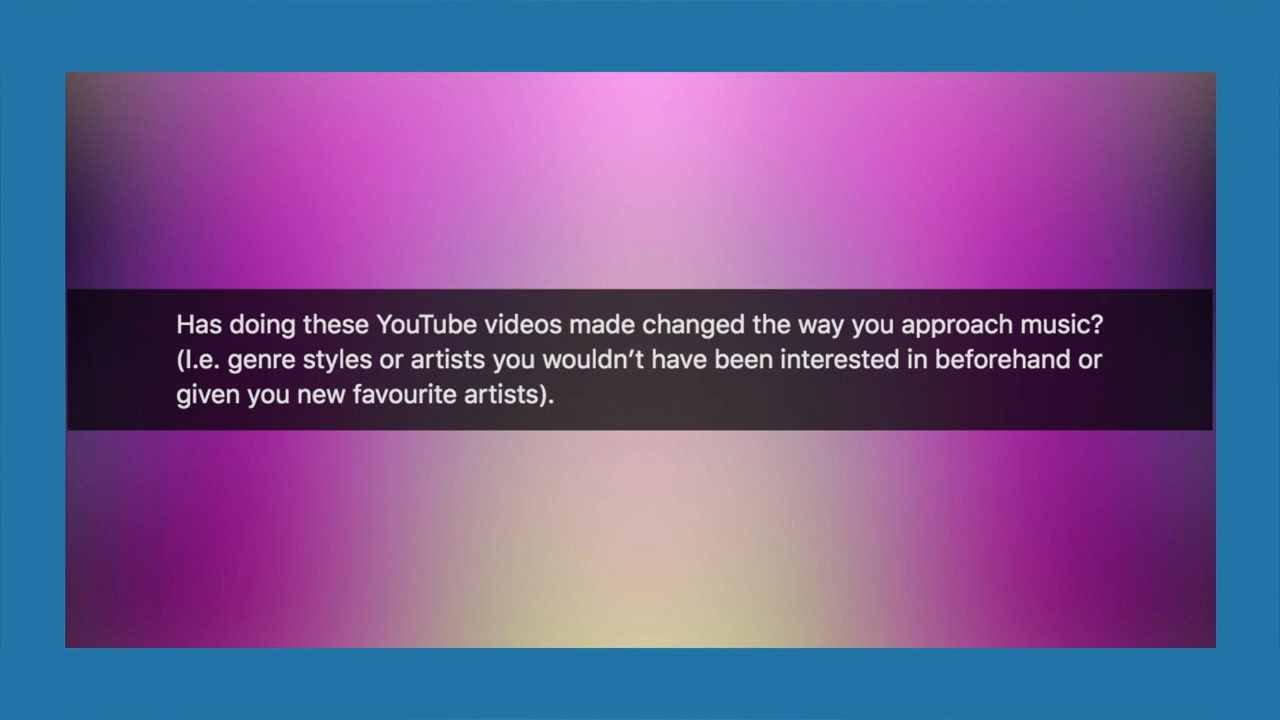 Has doing these YouTube videos made changed the way you approach music?
(I.e. genre styles or artists you wouldn’t have been interested in beforehand or
given you new favourite artists).